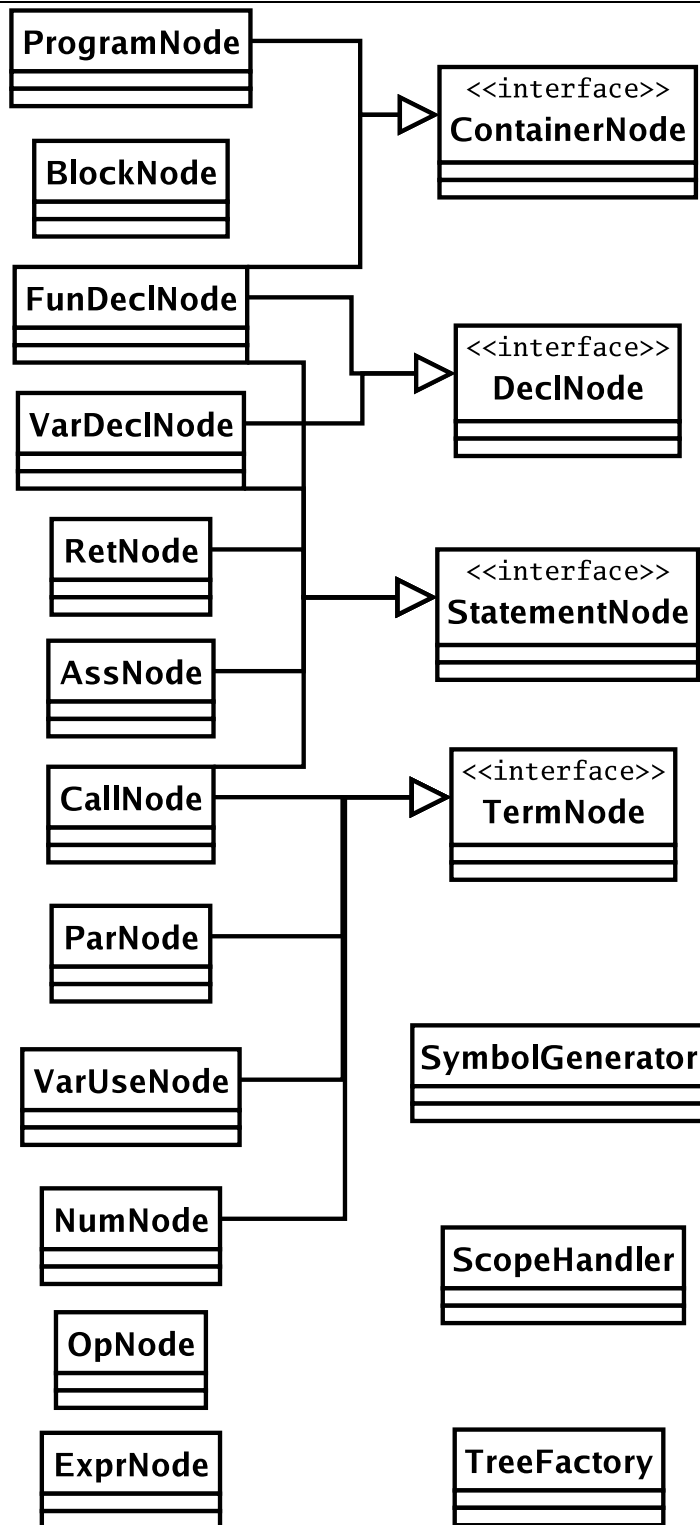 ProgramNode
<<interface>>
ContainerNode
BlockNode
FunDeclNode
<<interface>>
DeclNode
VarDeclNode
RetNode
<<interface>>
StatementNode
AssNode
CallNode
<<interface>>
TermNode
ParNode
SymbolGenerator
VarUseNode
NumNode
ScopeHandler
OpNode
ExprNode
TreeFactory